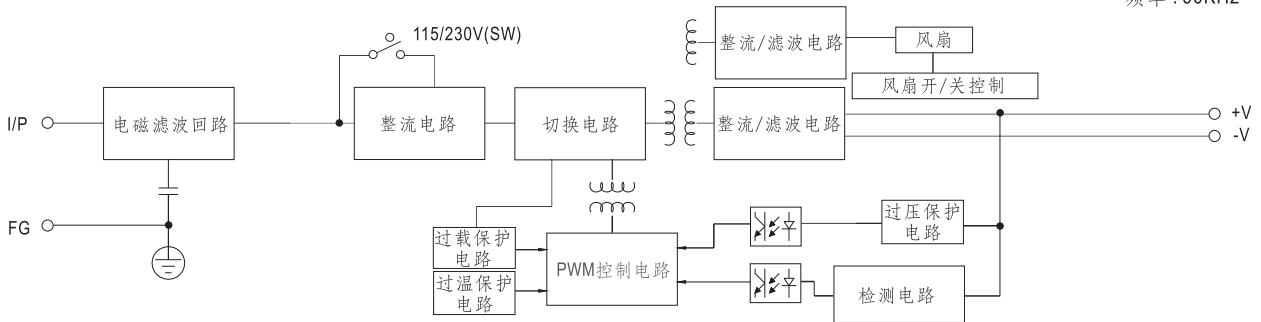 115/230V(SW)
整流/滤波电路
风扇
风扇开/关控制
I/P
电磁滤波回路
整流电路
切换电路
整流/滤波电路
+V
-V
FG
过载保护
电路
过温保护
电路
PWM控制电路
过压保护
电路
检测电路